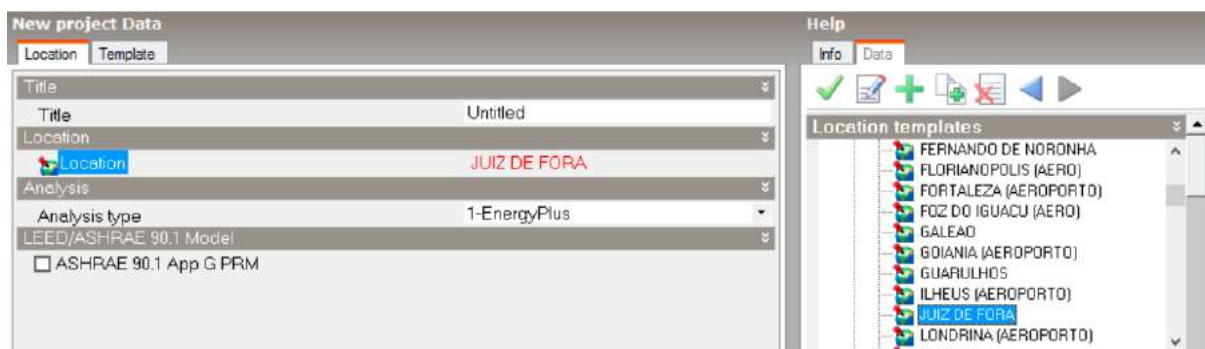 New project Data
Location Template
Title
Title Untitled
Location
Location JUIZ DE FORA
Analysis
Analysis type 1-EnergyPlus
LEED/ASHRAE 90.1 Model
ASHRAE 90.1 App G PRM
Help
Info Data
Location templates
FERNANDO DE NORONHA
FLORIANOPOLIS (AERO)
FORTALEZA (AEROPORTO)
FOZ DO IGUACU (AERO)
GALEAO
GOIANIA (AEROPORTO)
GUARULHOS
ILHEUS (AEROPORTO)
JUIZ DE FORA
LONDRINA (AEROPORTO)